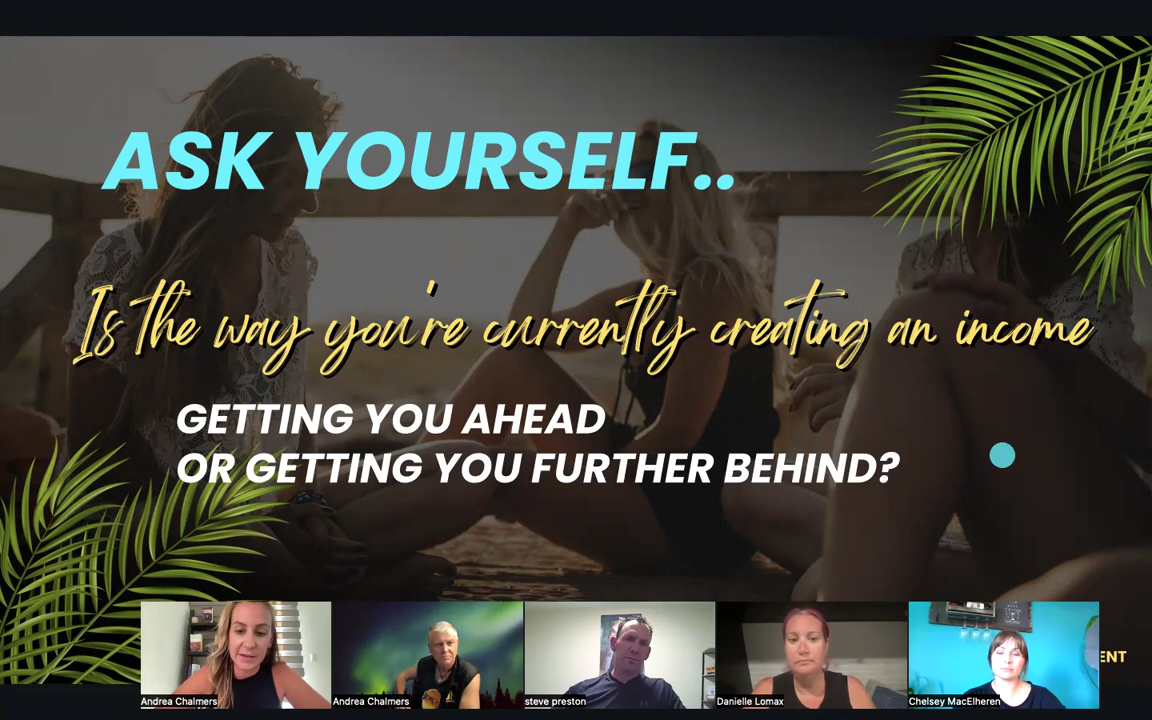 ASK YOURSELF..
Is the way you're currently creating an income
GETTING YOU AHEAD
OR GETTING YOU FURTHER BEHIND?
ENT
Andrea Chalmers
Andrea Chalmers
steve preston
Danielle Lomax
Chelsey MacElheren